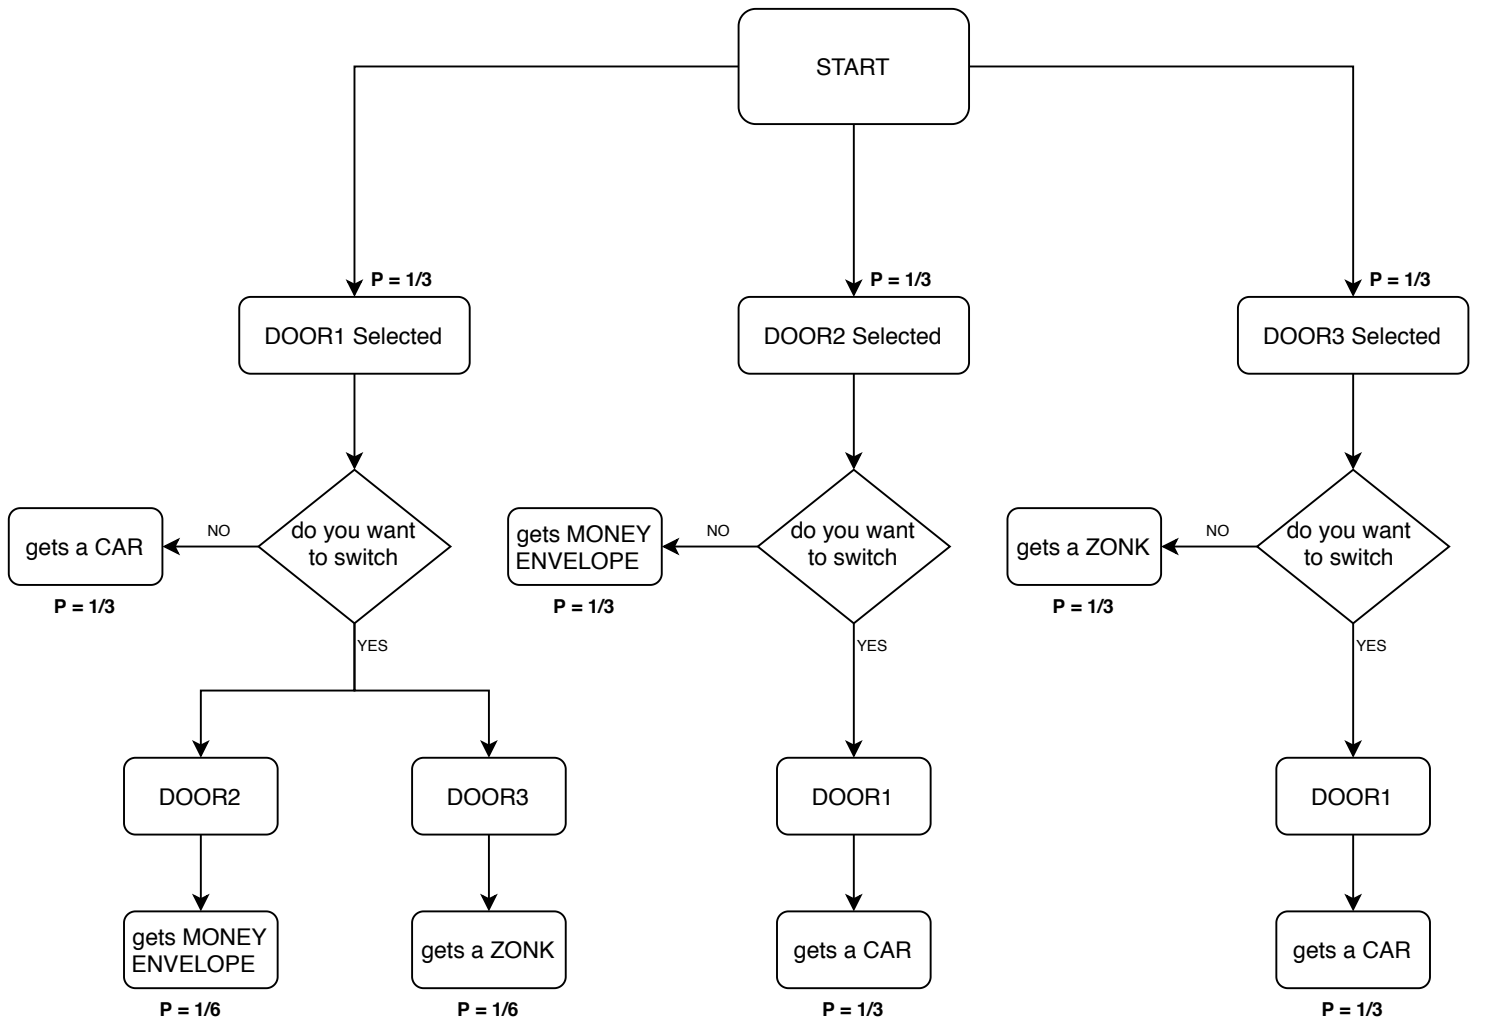 START
P = 1/3
P = 1/3
P = 1/3
DOOR1 Selected
DOOR2 Selected
DOOR3 Selected
gets a CAR
NO
do you want
to switch
gets MONEY
ENVELOPE
NO
do you want
to switch
gets a ZONK
NO
do you want
to switch
P = 1/3
P = 1/3
P = 1/3
YES
YES
YES
DOOR2
DOOR3
DOOR1
DOOR1
gets MONEY
ENVELOPE
gets a ZONK
gets a CAR
gets a CAR
P = 1/6
P = 1/6
P = 1/3
P = 1/3